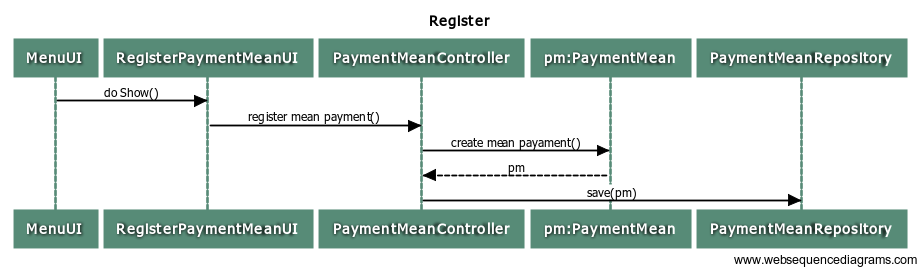 Register
MenuUI RegisterPaymentMeanUI PaymentMeanController pm:PaymentMean PaymentMeanRepository
do Show()
register mean payment()
create mean payament()
pm
save(pm)
MenuUI RegisterPaymentMeanUI PaymentMeanController pm:PaymentMean PaymentMeanRepository
www.websequencediagrams.com